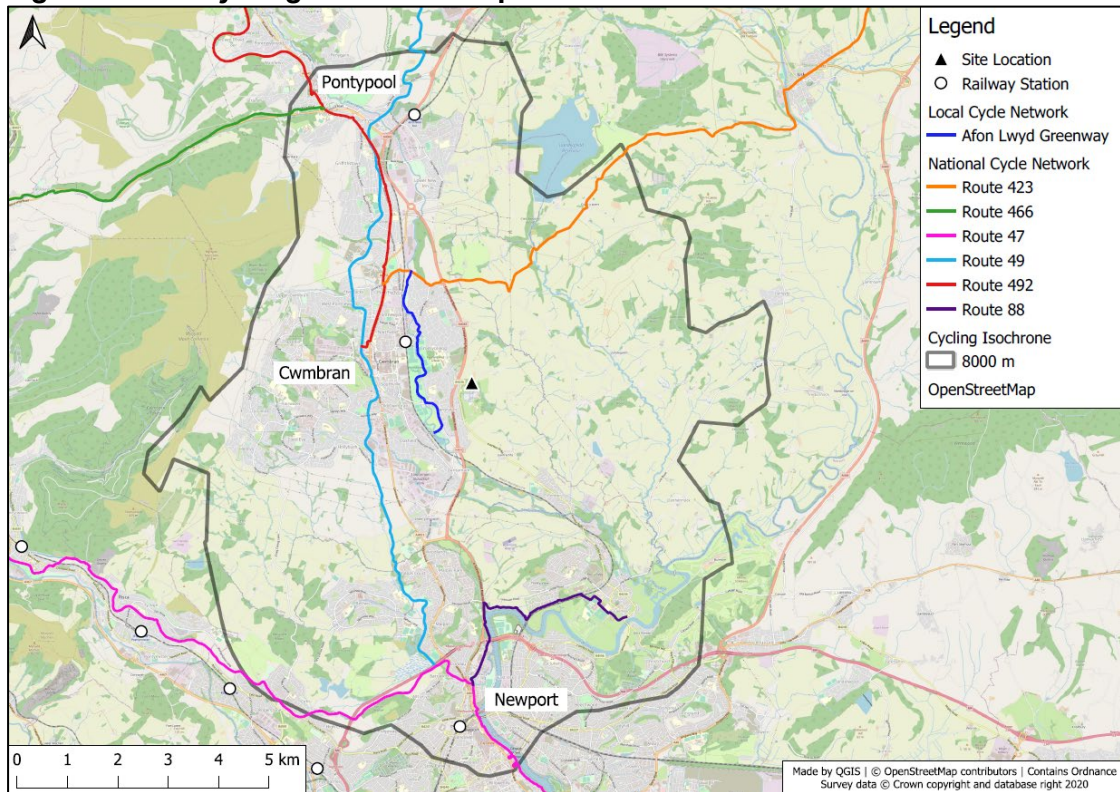 Pontypool
Cwmbran
Newport
Legend
Site Location
Railway Station
Local Cycle Network
Afon Lwyd Greenway
National Cycle Network
Route 423
Route 466
Route 47
Route 49
Route 492
Route 88
Cycling Isochrone
8000 m
OpenStreetMap
0 1 2 3 4 5 km
Made by QGIS | © OpenStreetMap contributors | Contains Ordnance
Survey data © Crown copyright and database right 2020